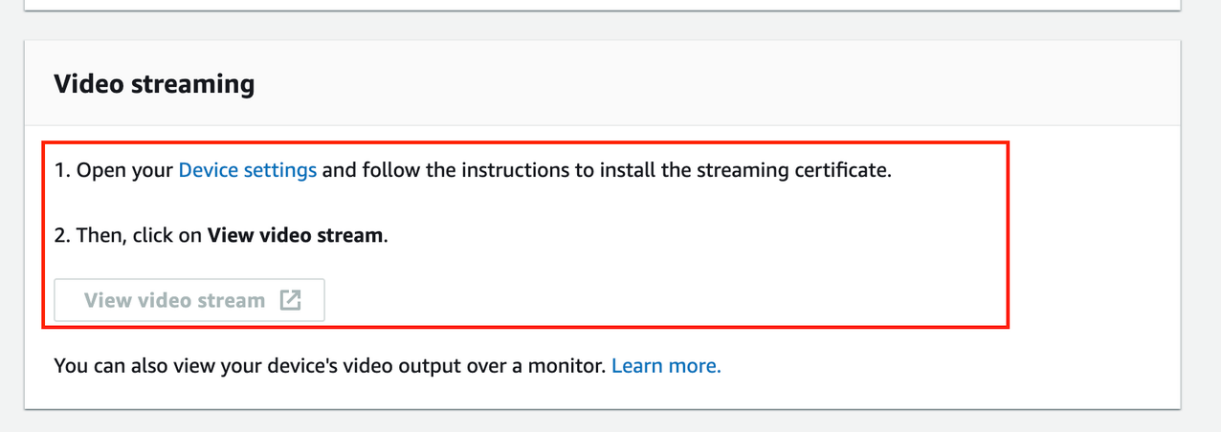 Video streaming
1. Open your Device settings and follow the instructions to install the streaming certificate.
2. Then, click on View video stream.
View video stream
You can also view your device's video output over a monitor. Learn more.